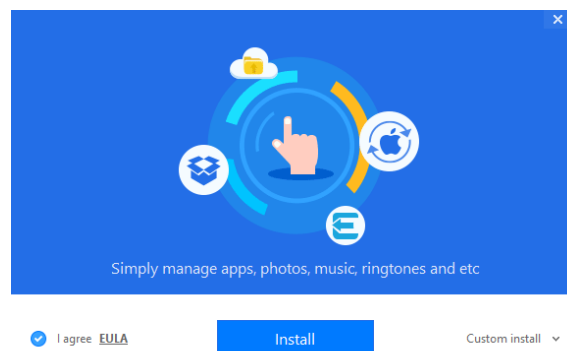 Simply manage apps, photos, music, ringtones and etc
I agree EULA
Install
Custom install